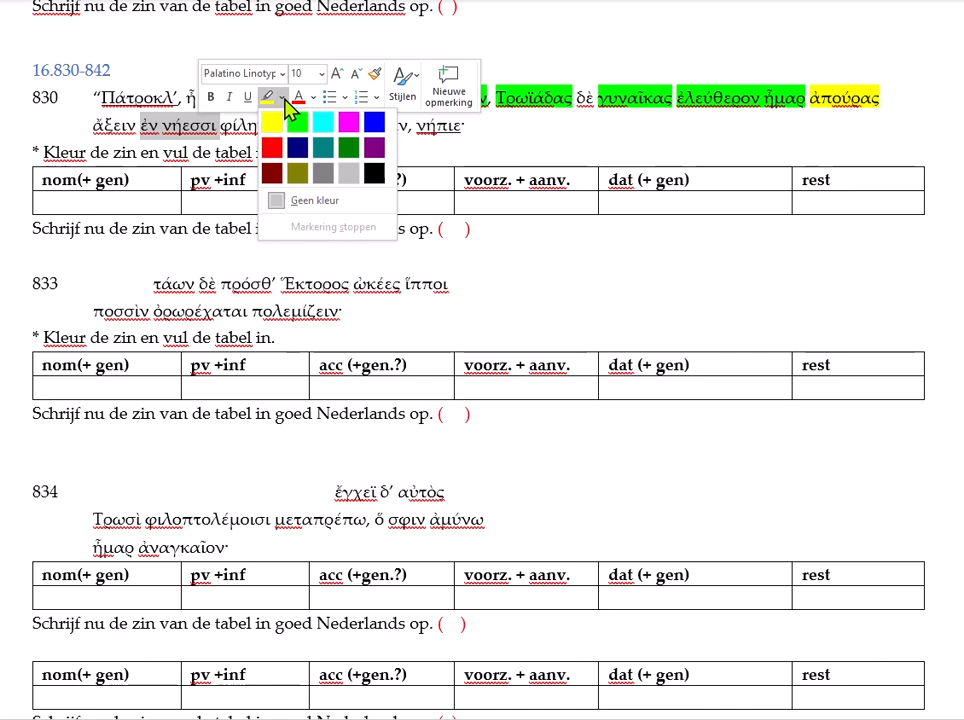 Schrijf nu de zin van de tabel in goed Nederlands op. ( )
16.830-842
Palatino Linotyp 10
Stijlen
Nieuwe opmerking
830 “Πάτροκλ’, ἦ Τρωϊάδας δὲ γυναῖκας ἐλεύθερον ἦμαρ ἀπούρας
ἄξειν ἐν νήεσσι φίλη νήπιε·
* Kleur de zin en vul de tabel
Geen kleur
Markering stoppen
nom(+ gen) pv +inf voorz. + aanv. dat (+ gen) rest
Schrijf nu de zin van de tabel s op. ( )
833 τάων δὲ πρόσθ’ Ἕκτορος ὠκέες ἵπποι
ποσσὶν ὀρωρέχαται πολεμίζειν·
* Kleur de zin en vul de tabel in.
nom(+ gen) pv +inf acc (+gen.?) voorz. + aanv. dat (+ gen) rest
Schrijf nu de zin van de tabel in goed Nederlands op. ( )
834 ἔγχεϊ δ’ αὐτὸς
Τρωσὶ φιλοπτολέμοισι μεταπρέπω, ὅ σφιν ἀμύνω
ἦμαρ ἀναγκαῖον·
nom(+ gen) pv +inf acc (+gen.?) voorz. + aanv. dat (+ gen) rest
Schrijf nu de zin van de tabel in goed Nederlands op. ( )
nom(+ gen) pv +inf acc (+gen.?) voorz. + aanv. dat (+ gen) rest